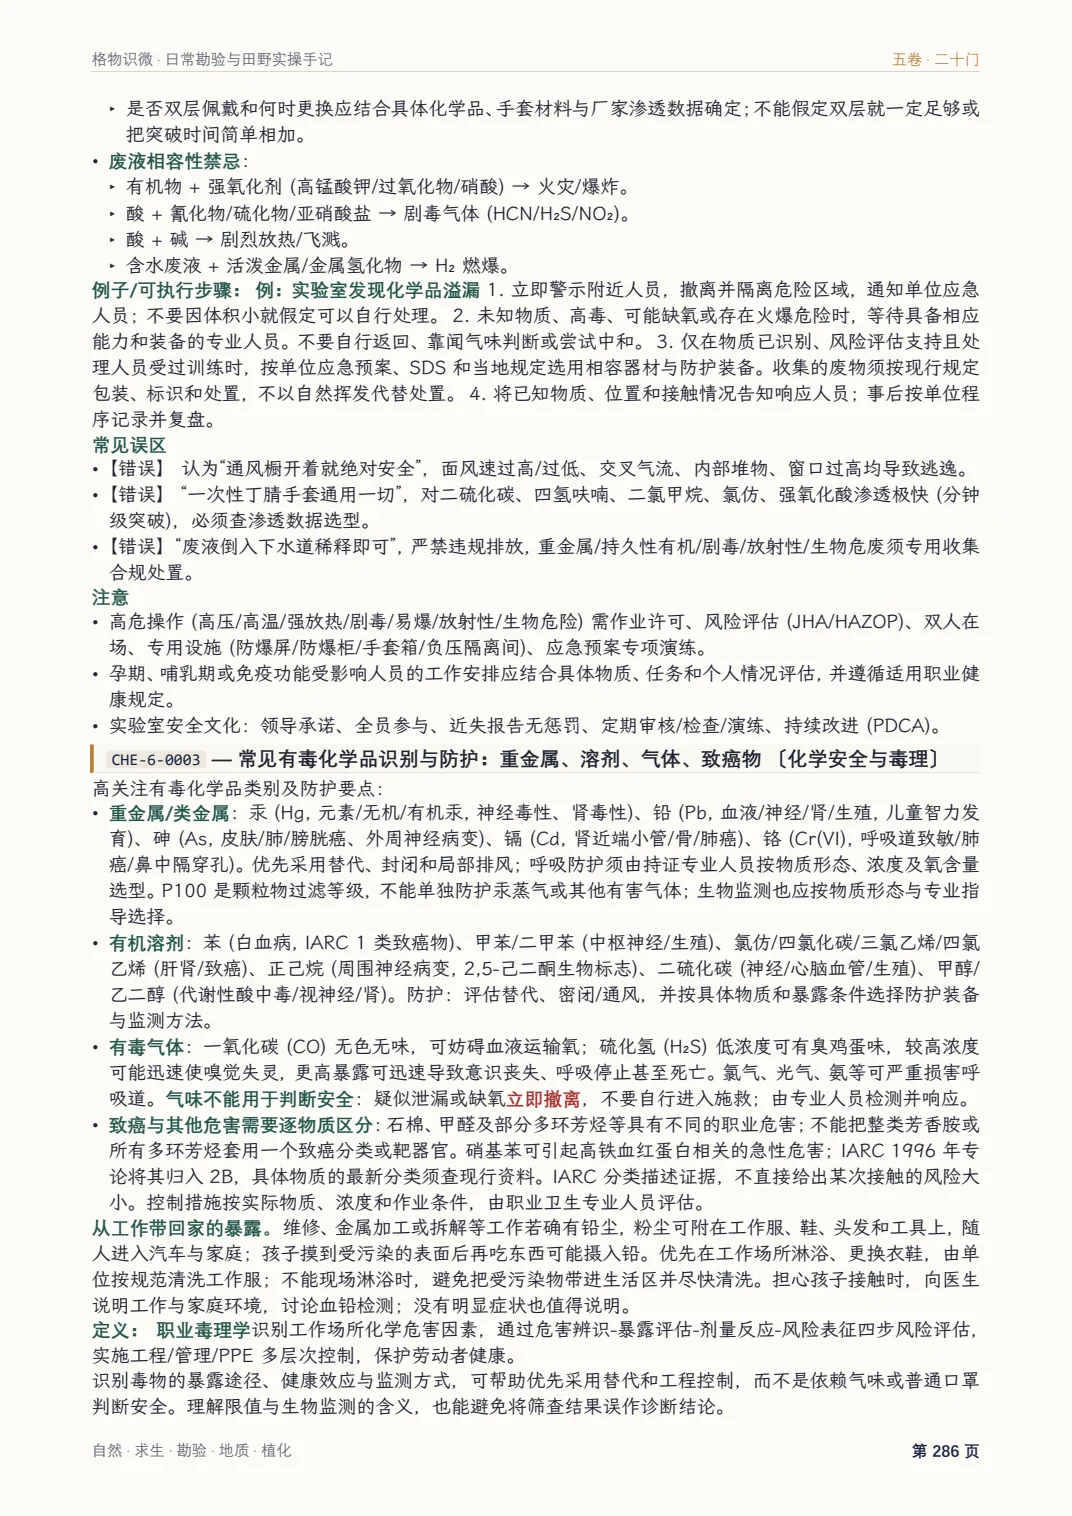 格物识微 · 日常勘验与田野实操手记
五卷 · 二十门
‣ 是否双层佩戴和何时更换应结合具体化学品、手套材料与厂家渗透数据确定；不能假定双层就一定足够或
把突破时间简单相加。
• 废液相容性禁忌：
‣ 有机物 + 强氧化剂 (高锰酸钾/过氧化物/硝酸) → 火灾/爆炸。
‣ 酸 + 氰化物/硫化物/亚硝酸盐 → 剧毒气体 (HCN/H₂S/NO₂)。
‣ 酸 + 碱 → 剧烈放热/飞溅。
‣ 含水废液 + 活泼金属/金属氢化物 → H₂ 燃爆。
例子/可执行步骤： 例：实验室发现化学品溢漏 1. 立即警示附近人员，撤离并隔离危险区域，通知单位应急
人员；不要因体积小就假定可以自行处理。 2. 未知物质、高毒、可能缺氧或存在火爆危险时，等待具备相应
能力和装备的专业人员。不要自行返回、靠闻气味判断或尝试中和。 3. 仅在物质已识别、风险评估支持且处
理人员受过训练时，按单位应急预案、SDS 和当地规定选用相容器材与防护装备。收集的废物须按现行规定
包装、标识和处置，不以自然挥发代替处置。 4. 将已知物质、位置和接触情况告知响应人员；事后按单位程
序记录并复盘。
常见误区
• 【错误】 认为“通风橱开着就绝对安全”，面风速过高/过低、交叉气流、内部堆物、窗口过高均导致逃逸。
• 【错误】 “一次性丁腈手套通用一切”，对二硫化碳、四氢呋喃、二氯甲烷、氯仿、强氧化酸渗透极快 (分钟
级突破)，必须查渗透数据选型。
• 【错误】 “废液倒入下水道稀释即可”，严禁违规排放，重金属/持久性有机/剧毒/放射性/生物危废须专用收集
合规处置。
注意
• 高危操作 (高压/高温/强放热/剧毒/易爆/放射性/生物危险) 需作业许可、风险评估 (JHA/HAZOP)、双人在
场、专用设施 (防爆屏/防爆柜/手套箱/负压隔离间)、应急预案专项演练。
• 孕期、哺乳期或免疫功能受影响人员的工作安排应结合具体物质、任务和个人情况评估，并遵循适用职业健
康规定。
• 实验室安全文化：领导承诺、全员参与、近失报告无惩罚、定期审核/检查/演练、持续改进 (PDCA)。
CHE-6-0003 — 常见有毒化学品识别与防护：重金属、溶剂、气体、致癌物 〔化学安全与毒理〕
高关注有毒化学品类别及防护要点：
• 重金属/类金属：汞 (Hg, 元素/无机/有机汞, 神经毒性、肾毒性)、铅 (Pb, 血液/神经/肾/生殖, 儿童智力发
育)、砷 (As, 皮肤/肺/膀胱癌、外周神经病变)、镉 (Cd, 肾近端小管/骨/肺癌)、铬 (Cr(VI), 呼吸道致敏/肺
癌/鼻中隔穿孔)。优先采用替代、封闭和局部排风；呼吸防护须由持证专业人员按物质形态、浓度及氧含量
选型。P100 是颗粒物过滤等级，不能单独防护汞蒸气或其他有害气体；生物监测也应按物质形态与专业指
导选择。
• 有机溶剂：苯 (白血病, IARC 1 类致癌物)、甲苯/二甲苯 (中枢神经/生殖)、氯仿/四氯化碳/三氯乙烯/四氯
乙烯 (肝肾/致癌)、正己烷 (周围神经病变, 2,5-己二酮生物标志)、二硫化碳 (神经/心脑血管/生殖)、甲醇/
乙二醇 (代谢性酸中毒/视神经/肾)。防护：评估替代、密闭/通风，并按具体物质和暴露条件选择防护装备
与监测方法。
• 有毒气体：一氧化碳 (CO) 无色无味，可妨碍血液运输氧；硫化氢 (H₂S) 低浓度可有臭鸡蛋味，较高浓度
可能迅速使嗅觉失灵，更高暴露可迅速导致意识丧失、呼吸停止甚至死亡。氯气、光气、氨等可严重损害呼
吸道。气味不能用于判断安全：疑似泄漏或缺氧立即撤离，不要自行进入施救；由专业人员检测并响应。
• 致癌与其他危害需要逐物质区分：石棉、甲醛及部分多环芳烃等具有不同的职业危害；不能把整类芳香胺或
所有多环芳烃套用一个致癌分类或靶器官。硝基苯可引起高铁血红蛋白相关的急性危害；IARC 1996 年专
论将其归入 2B，具体物质的最新分类须查现行资料。IARC 分类描述证据，不直接给出某次接触的风险大
小。控制措施按实际物质、浓度和作业条件，由职业卫生专业人员评估。
从工作带回家的暴露。维修、金属加工或拆解等工作若确有铅尘，粉尘可附在工作服、鞋、头发和工具上，随
人进入汽车与家庭；孩子摸到受污染的表面后再吃东西可能摄入铅。优先在工作场所淋浴、更换衣鞋，由单
位按规范清洗工作服；不能现场淋浴时，避免把受污染物带进生活区并尽快清洗。担心孩子接触时，向医生
说明工作与家庭环境，讨论血铅检测；没有明显症状也值得说明。
定义： 职业毒理学识别工作场所化学危害因素，通过危害辨识-暴露评估-剂量反应-风险表征四步风险评估，
实施工程/管理/PPE 多层次控制，保护劳动者健康。
识别毒物的暴露途径、健康效应与监测方式，可帮助优先采用替代和工程控制，而不是依赖气味或普通口罩
判断安全。理解限值与生物监测的含义，也能避免将筛查结果误作诊断结论。
自然 · 求生 · 勘验 · 地质 · 植化
第 286 页